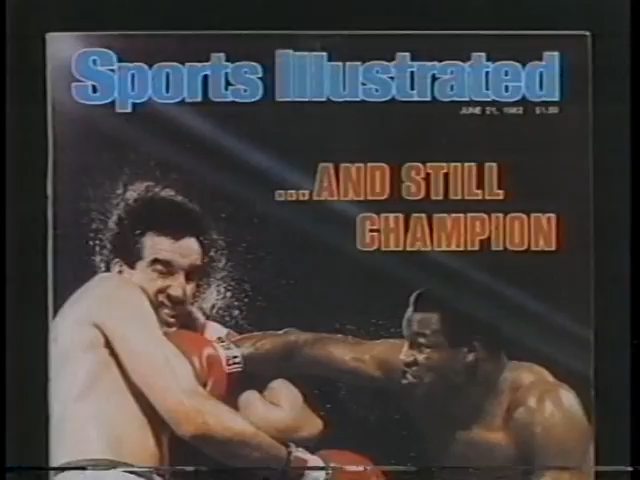 Sports Illustrated
JUNE 21, 1982 $1.50
...AND STILL
CHAMPION